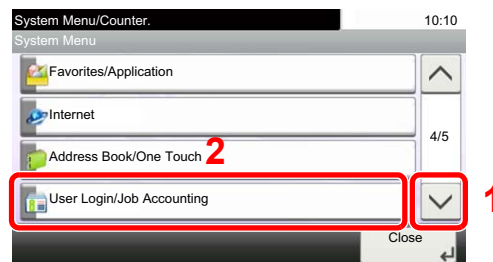 System Menu/Counter. 10:10
System Menu
Favorites/Application
Internet
4/5
Address Book/One Touch 2
User Login/Job Accounting
1
Close